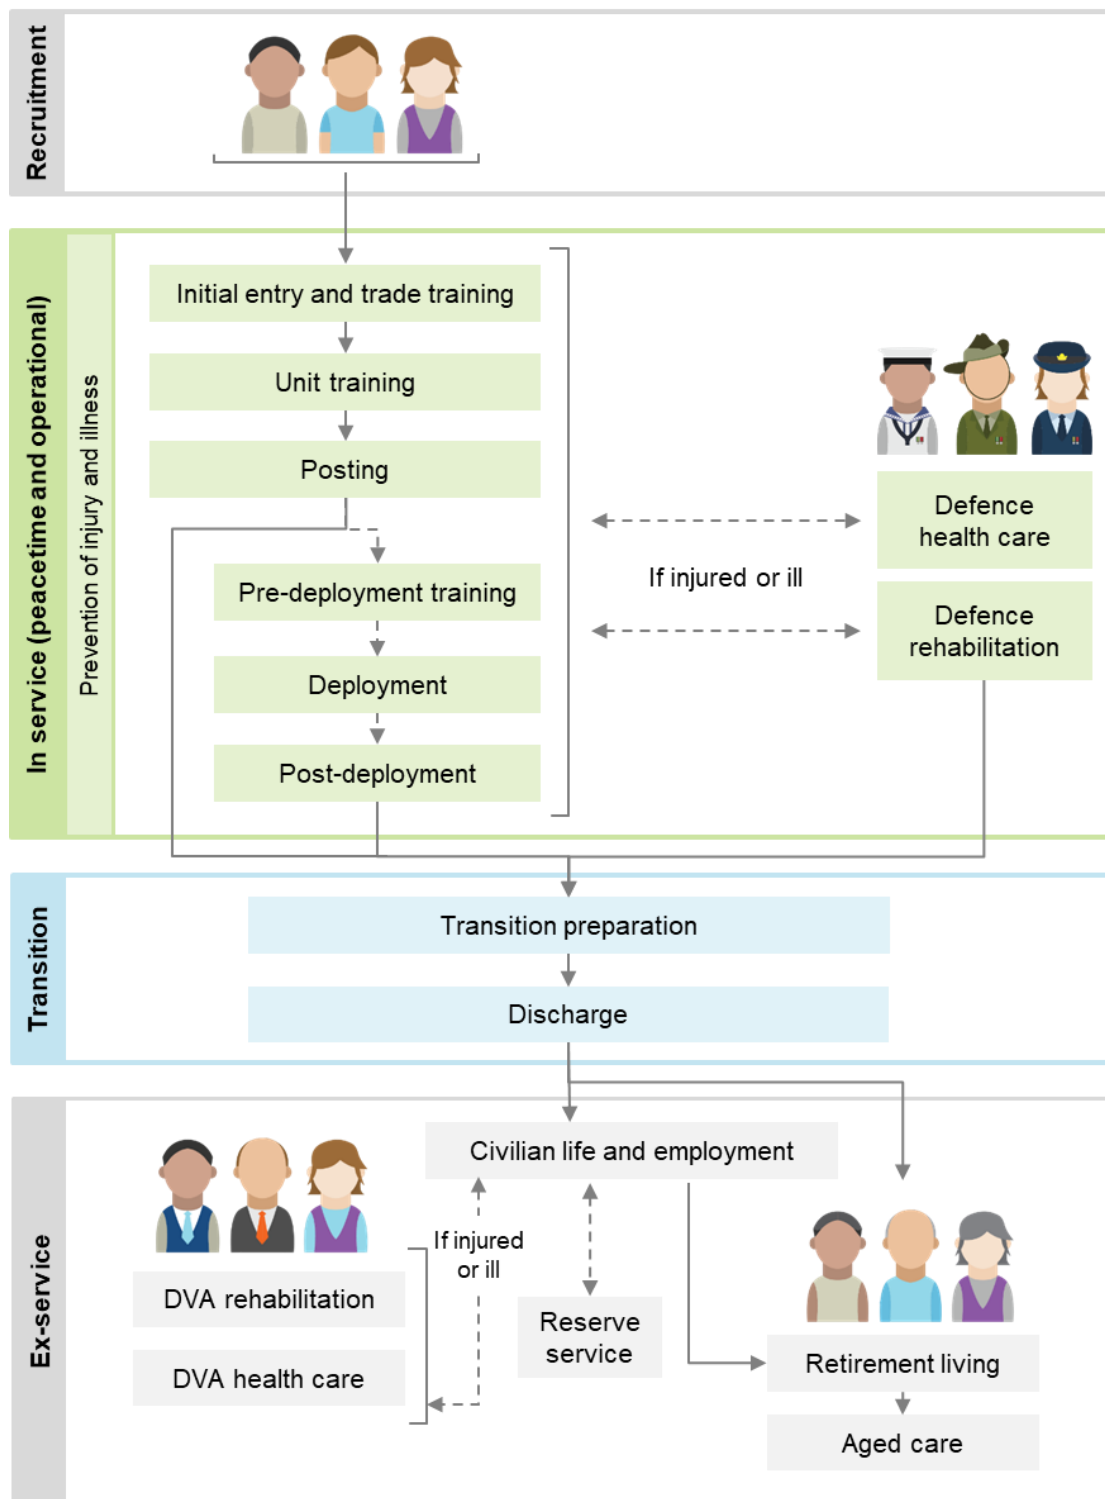 Recruitment
In service (peacetime and operational)
Prevention of injury and illness
Initial entry and trade training
Unit training
Posting
Pre-deployment training
Deployment
Post-deployment
If injured or ill
Defence
health care
Defence
rehabilitation
Transition
Transition preparation
Discharge
Ex-service
Civilian life and employment
If injured
or ill
DVA rehabilitation
DVA health care
Reserve
service
Retirement living
Aged care